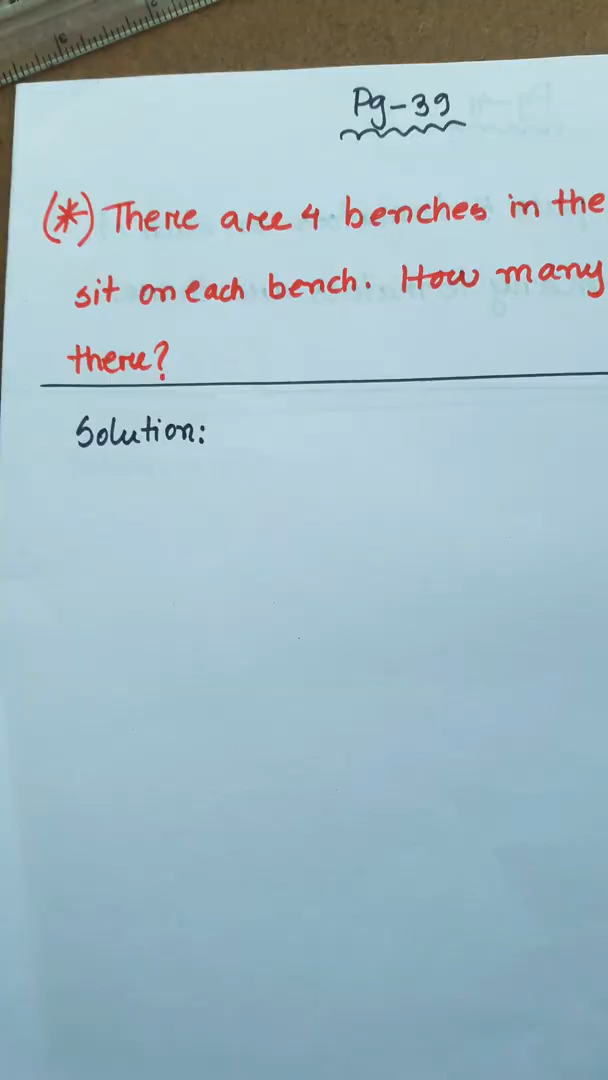 Pg-39
(*) There are 4 benches in the
sit on each bench. How many
there?
Solution: